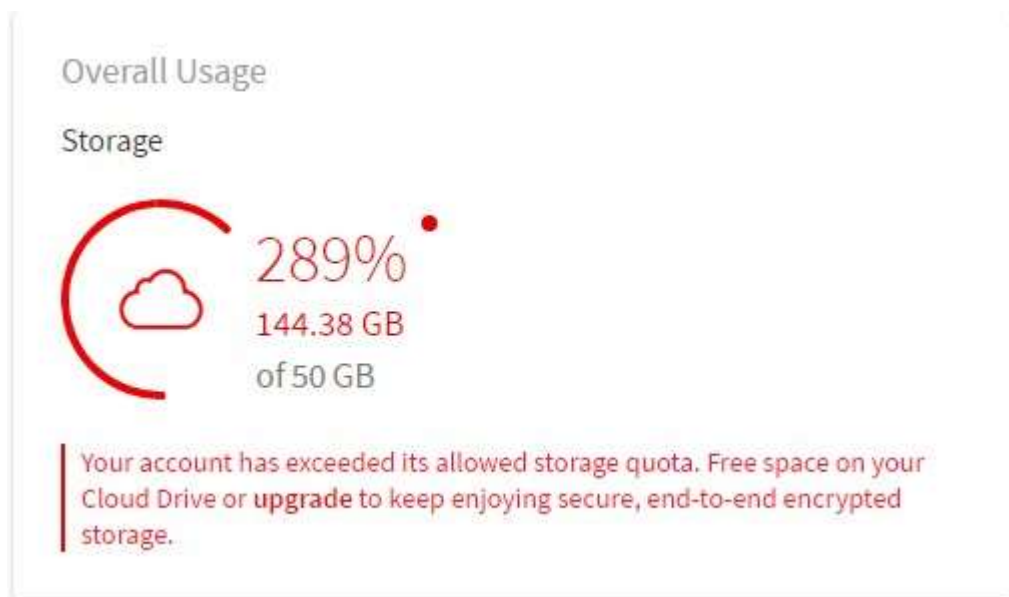 Overall Usage
Storage
289%
144.38 GB
of 50 GB
Your account has exceeded its allowed storage quota. Free space on your
Cloud Drive or upgrade to keep enjoying secure, end-to-end encrypted
storage.